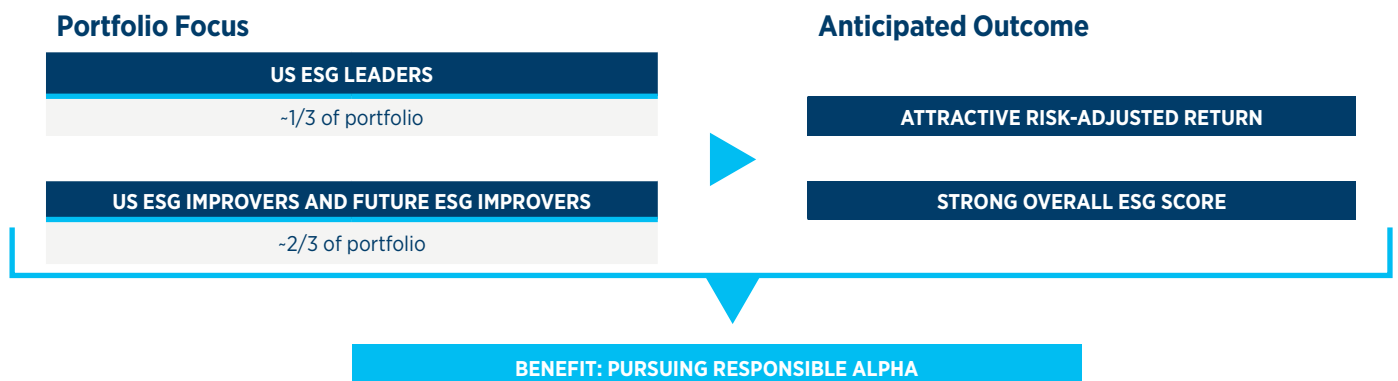 Portfolio Focus
US ESG LEADERS
~1/3 of portfolio
US ESG IMPROVERS AND FUTURE ESG IMPROVERS
~2/3 of portfolio
Anticipated Outcome
ATTRACTIVE RISK-ADJUSTED RETURN
STRONG OVERALL ESG SCORE
BENEFIT: PURSUING RESPONSIBLE ALPHA